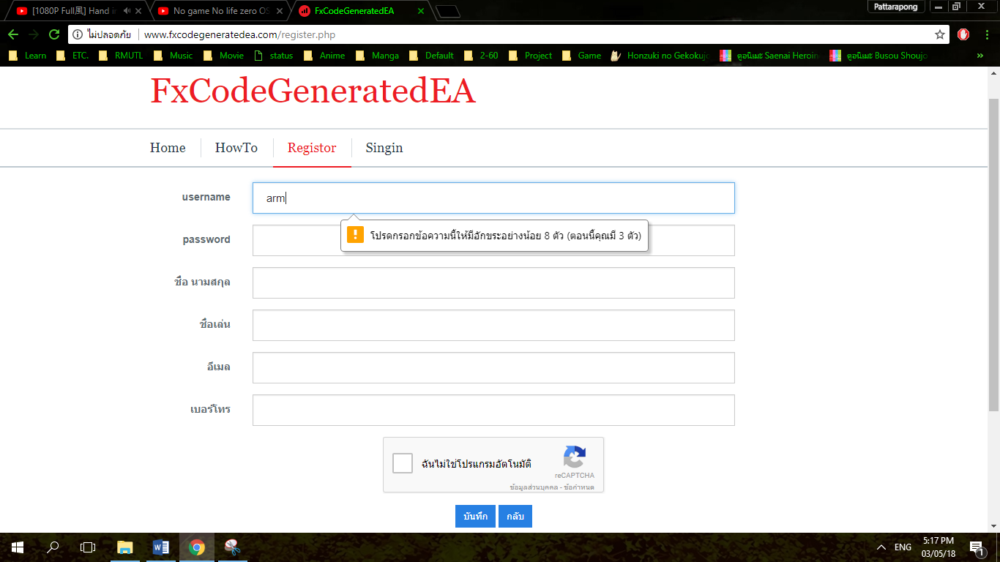 [1080P Full風] Hand in
No game No life zero OS
FxCodeGeneratedEA
Pattarapong
ไม่ปลอดภัย www.fxcodegeneratedea.com/register.php
Learn ETC. RMUTL Music Movie status Anime Manga Default 2-60 Project Game Honzuki no Gekokujo ดูอนิเมะ Saenai Heroin ดูอนิเมะ Busou Shoujo »
FxCodeGeneratedEA
Home HowTo Registor Singin
username arm
โปรดกรอกข้อความนี้ให้มีอักขระอย่างน้อย 8 ตัว (ตอนนี้คุณมี 3 ตัว)
password
ชื่อ นามสกุล
ชื่อเล่น
อีเมล
เบอร์โทร
ฉันไม่ใช่โปรแกรมอัตโนมัติ
reCAPTCHA
ข้อมูลส่วนบุคคล - ข้อกำหนด
บันทึก กลับ
ENG
5:17 PM
03/05/18
1